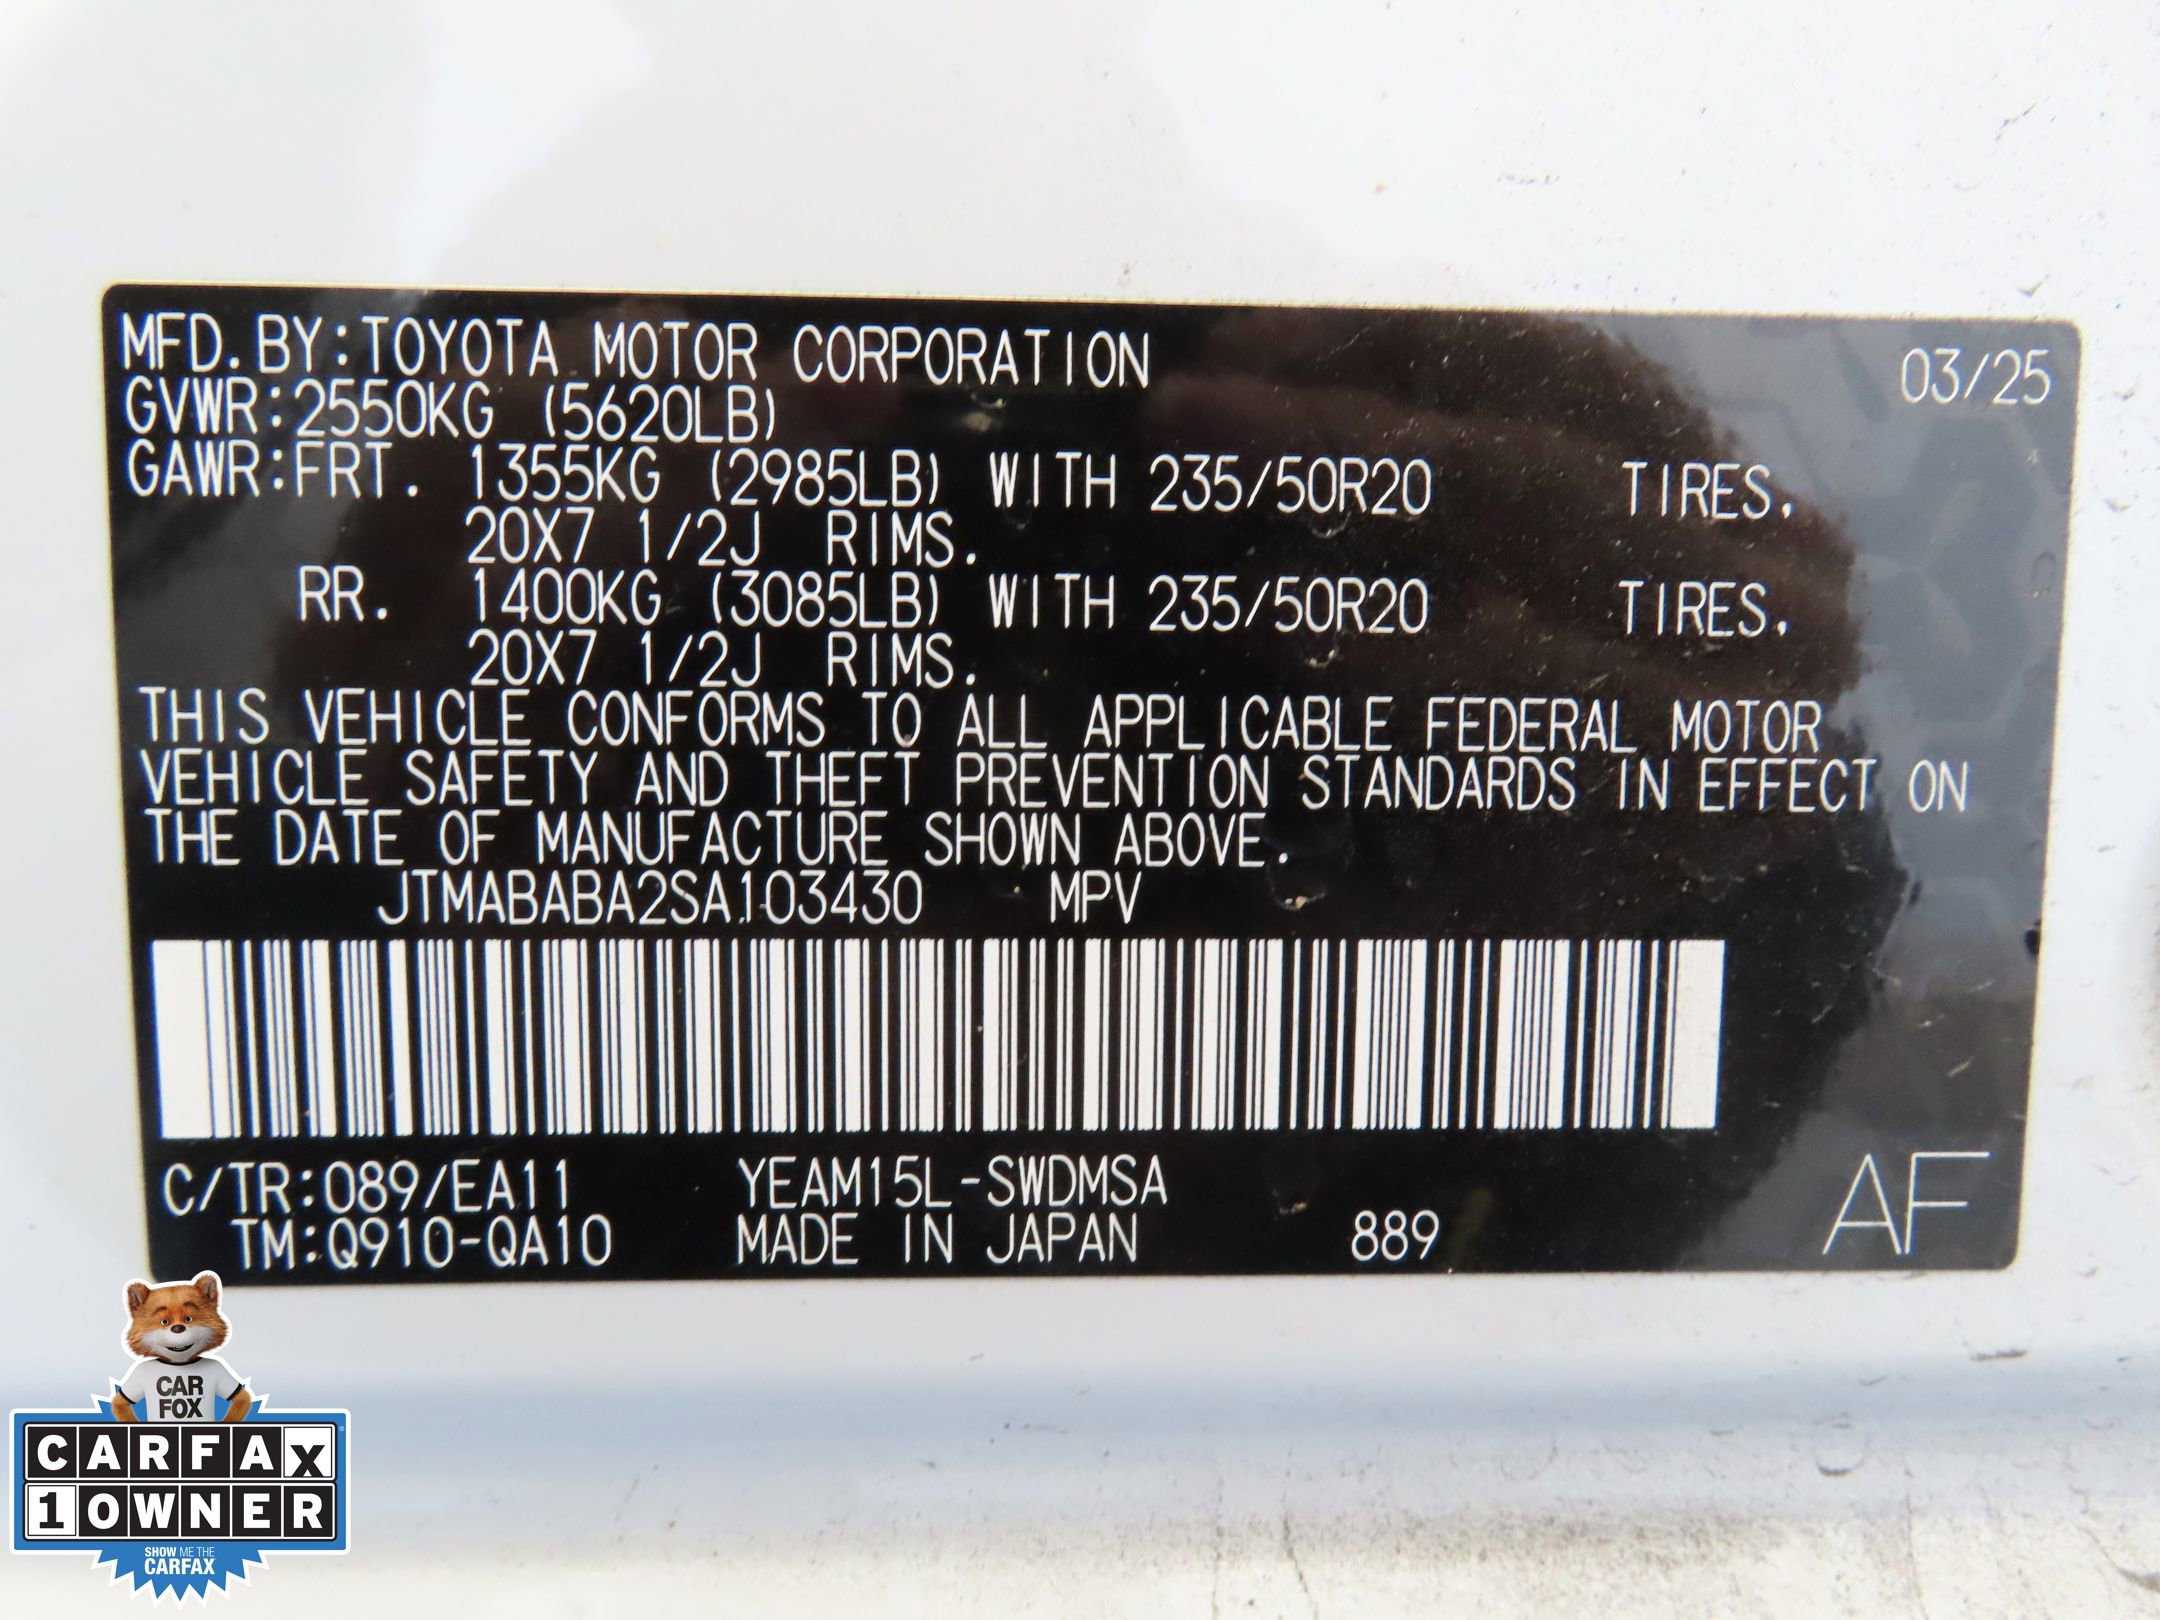 MFD. BY:TOYOTA MOTOR CORPORATION 03/25
GVWR:2550KG (5620LB)
GAWR:FRT. 1355KG (2985LB) WITH 235/50R20 TIRES.
20X7 1/2J RIMS.
RR. 1400KG (3085LB) WITH 235/50R20 TIRES.
20X7 1/2J RIMS.
THIS VEHICLE CONFORMS TO ALL APPLICABLE FEDERAL MOTOR
VEHICLE SAFETY AND THEFT PREVENTION STANDARDS IN EFFECT ON
THE DATE OF MANUFACTURE SHOWN ABOVE.
JTMABABA2SA103430 MPV
C/TR:089/EA11 YEAM15L-SWDMSA
TM:Q910-QA10 MADE IN JAPAN 889 AF
CAR
FOX
CARFAX
1 OWNER
SHOW ME THE
CARFAX